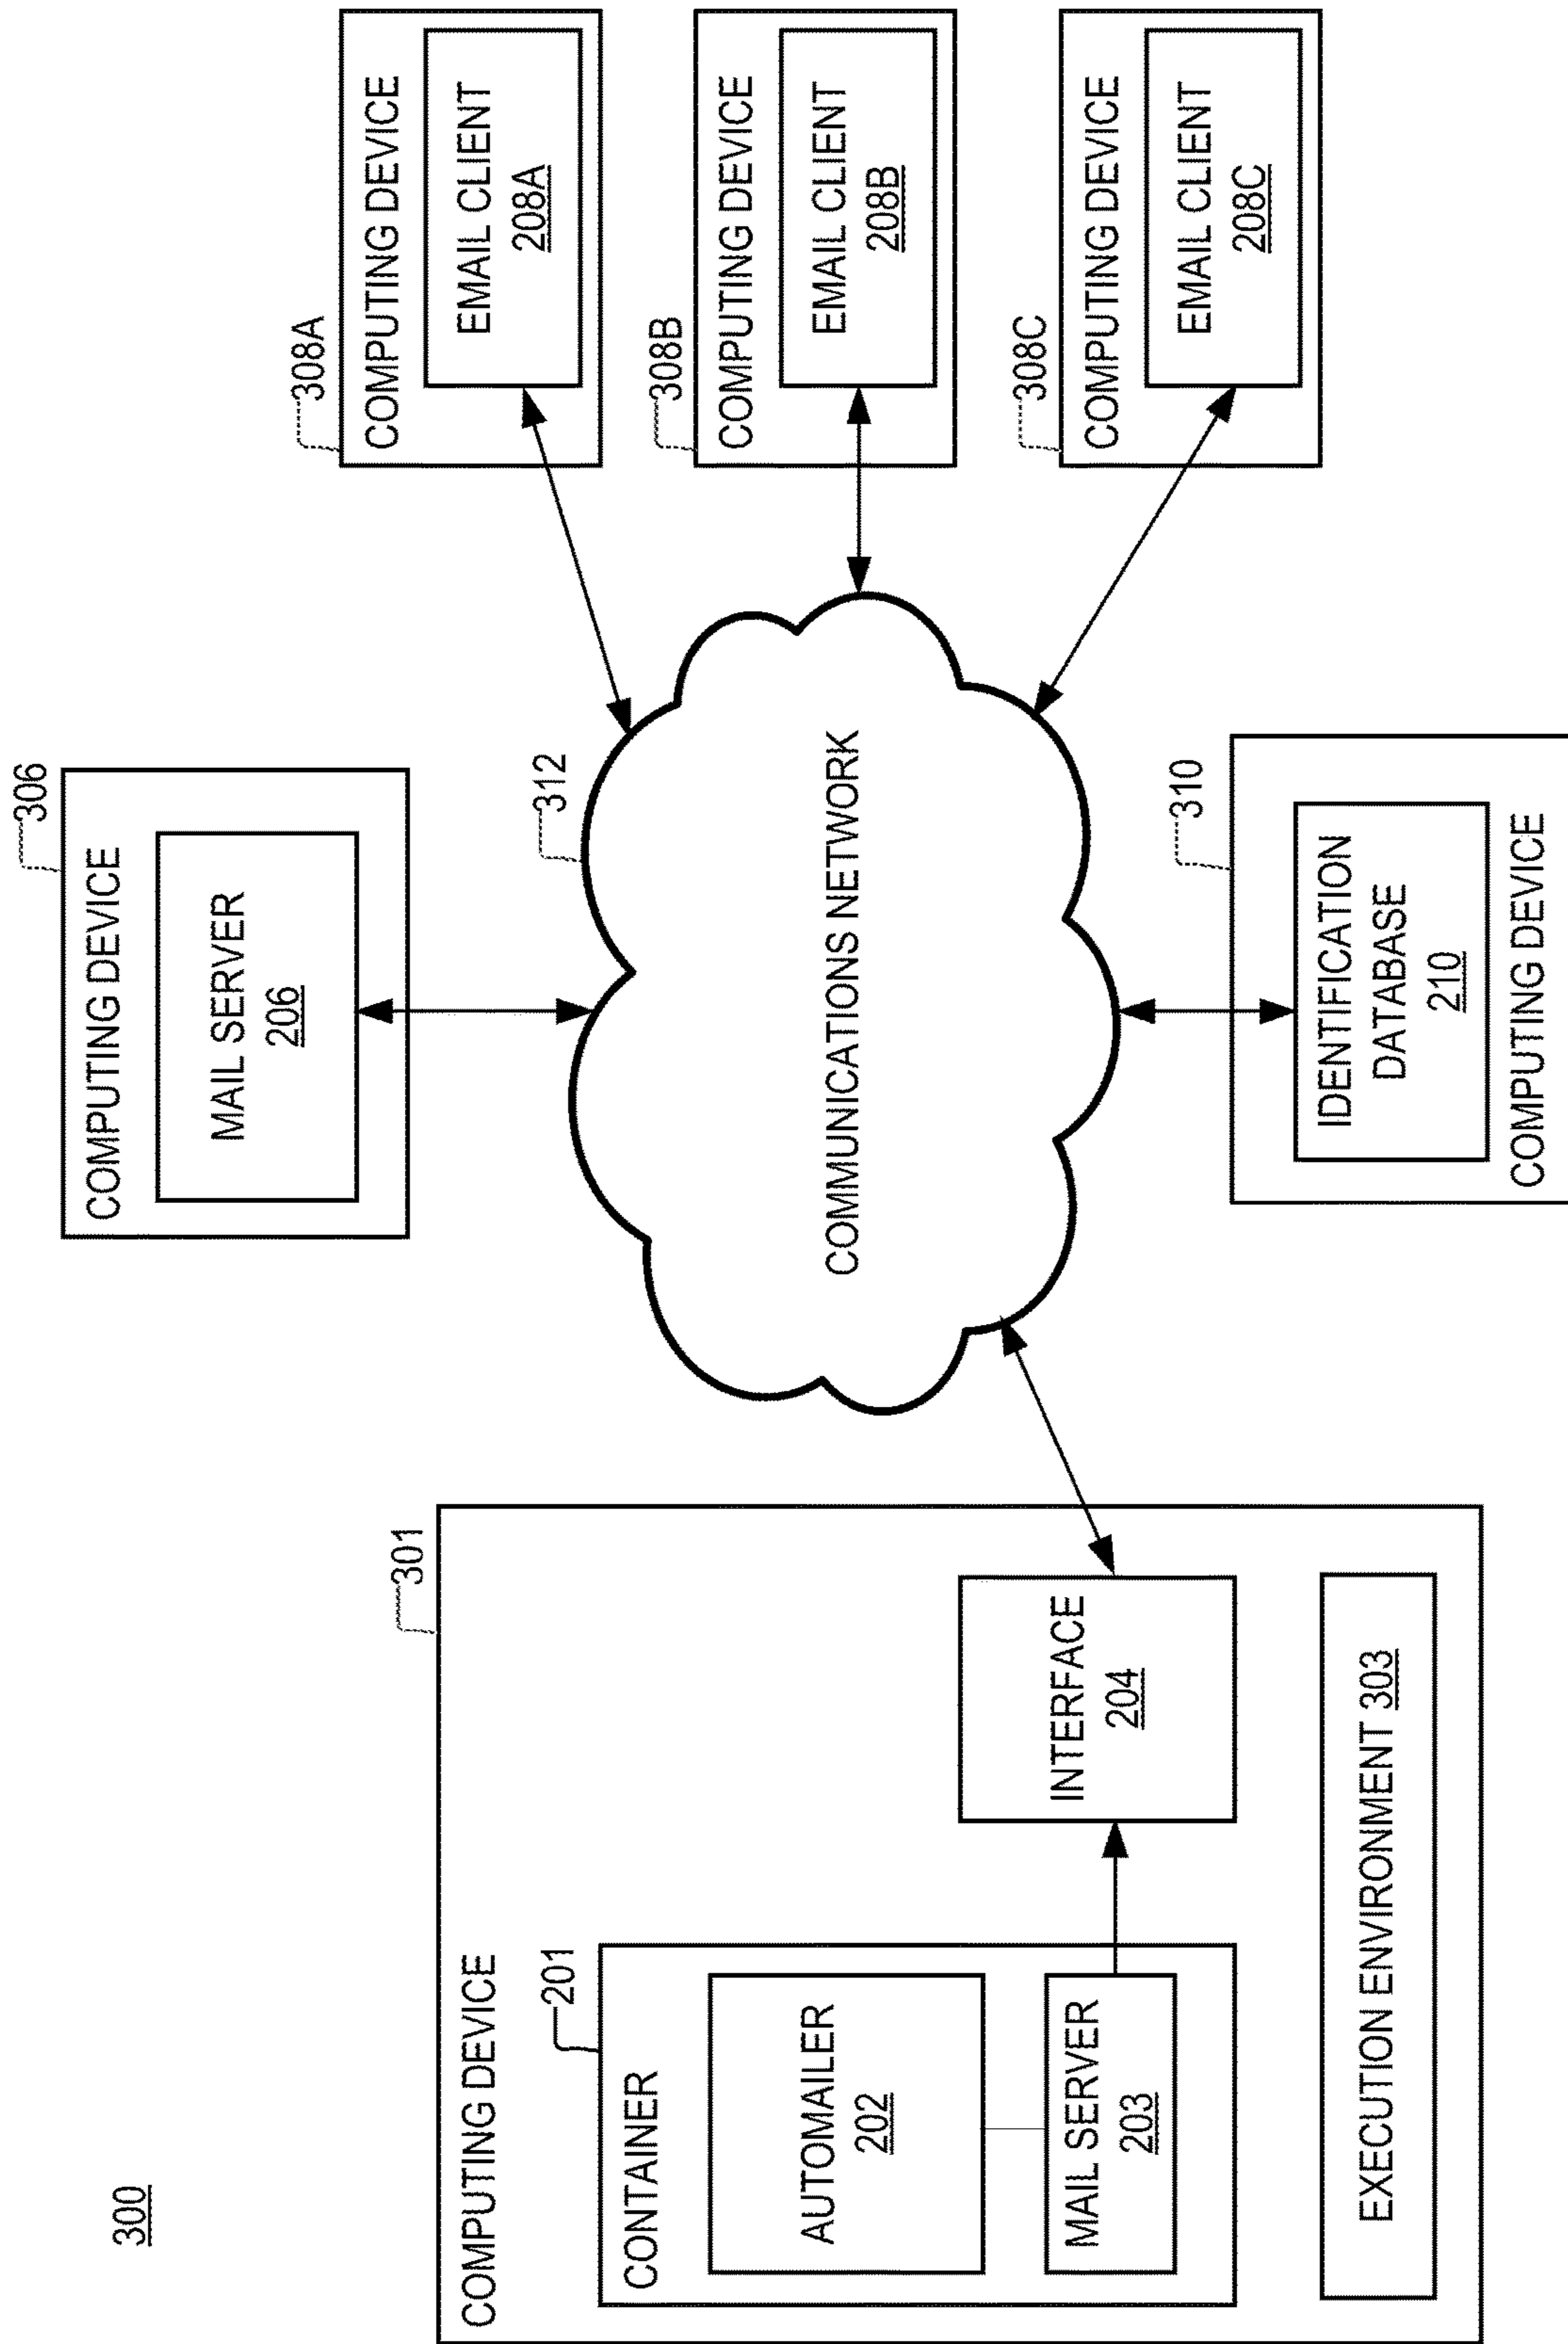 300
COMPUTING DEVICE
301
CONTAINER
201
AUTOMAILER
202
MAIL SERVER
203
INTERFACE
204
EXECUTION ENVIRONMENT 303
COMPUTING DEVICE
306
MAIL SERVER
206
312
COMMUNICATIONS NETWORK
310
IDENTIFICATION
DATABASE
210
COMPUTING DEVICE
308A
COMPUTING DEVICE
EMAIL CLIENT
208A
308B
COMPUTING DEVICE
EMAIL CLIENT
208B
308C
COMPUTING DEVICE
EMAIL CLIENT
208C